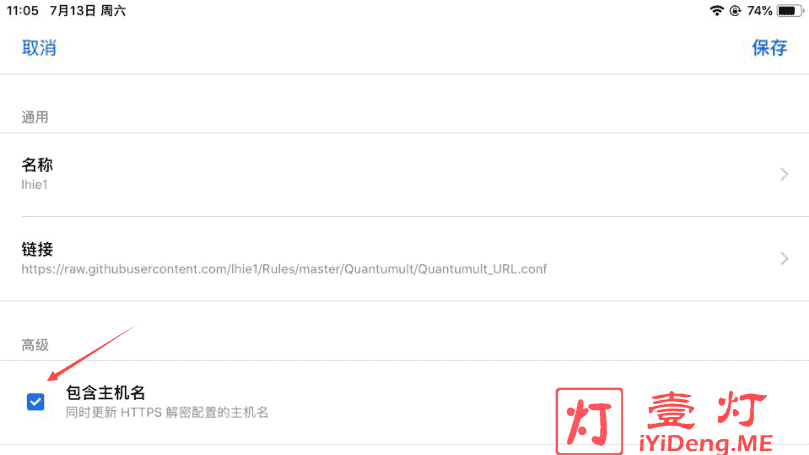 11:05 7月13日 周六 74%
取消 保存
通用
名称
lhie1
链接
https://raw.githubusercontent.com/lhie1/Rules/master/Quantumult/Quantumult_URL.conf
高级
包含主机名
同时更新 HTTPS 解密配置的主机名
灯 壹灯
iYiDeng.ME